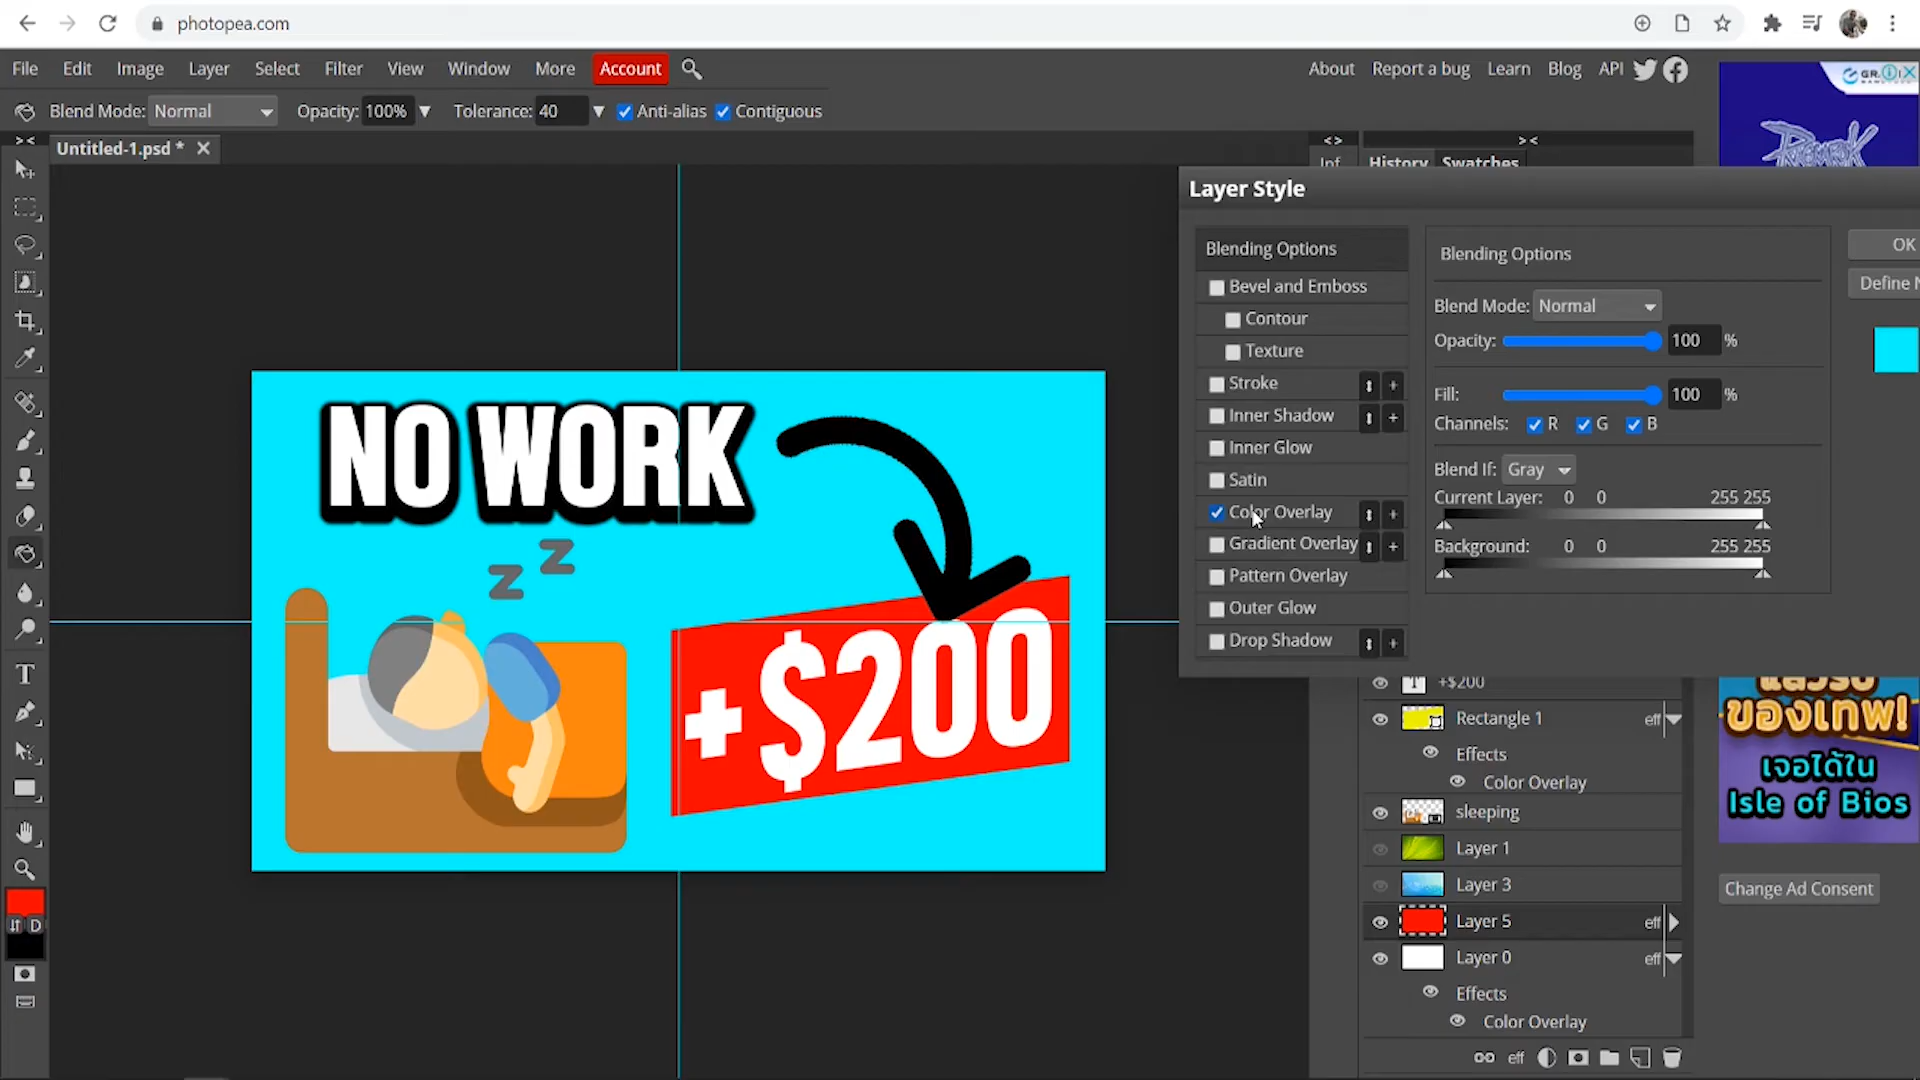 photopea.com
File Edit Image Layer Select Filter View Window More Account
About Report a bug Learn Blog API
Blend Mode: Normal Opacity: 100% Tolerance: 40 Anti-alias Contiguous
Untitled-1.psd *
Inf
History Swatches
Layer Style
Blending Options
Bevel and Emboss
Contour
Texture
Stroke
Inner Shadow
Inner Glow
Satin
Color Overlay
Gradient Overlay
Pattern Overlay
Outer Glow
Drop Shadow
Blending Options
Blend Mode: Normal
Opacity: 100 %
Fill: 100 %
Channels: R G B
Blend If: Gray
Current Layer: 0 0 255 255
Background: 0 0 255 255
OK
Define N
NO WORK
Z Z
+$200
+$200
Rectangle 1 eff
Effects
Color Overlay
sleeping
Layer 1
Layer 3
Layer 5 eff
Layer 0 eff
Effects
Color Overlay
eff
D
ของเทพ!
เจอได้ใน
Isle of Bios
Change Ad Consent